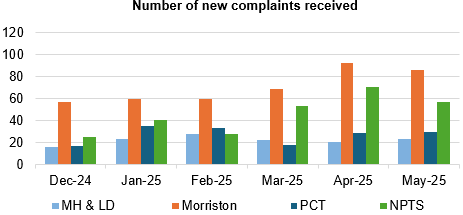 Number of new complaints received
120
100
80
60
40
20
0
Dec-24 Jan-25 Feb-25 Mar-25 Apr-25 May-25
MH & LD Morriston PCT NPTS